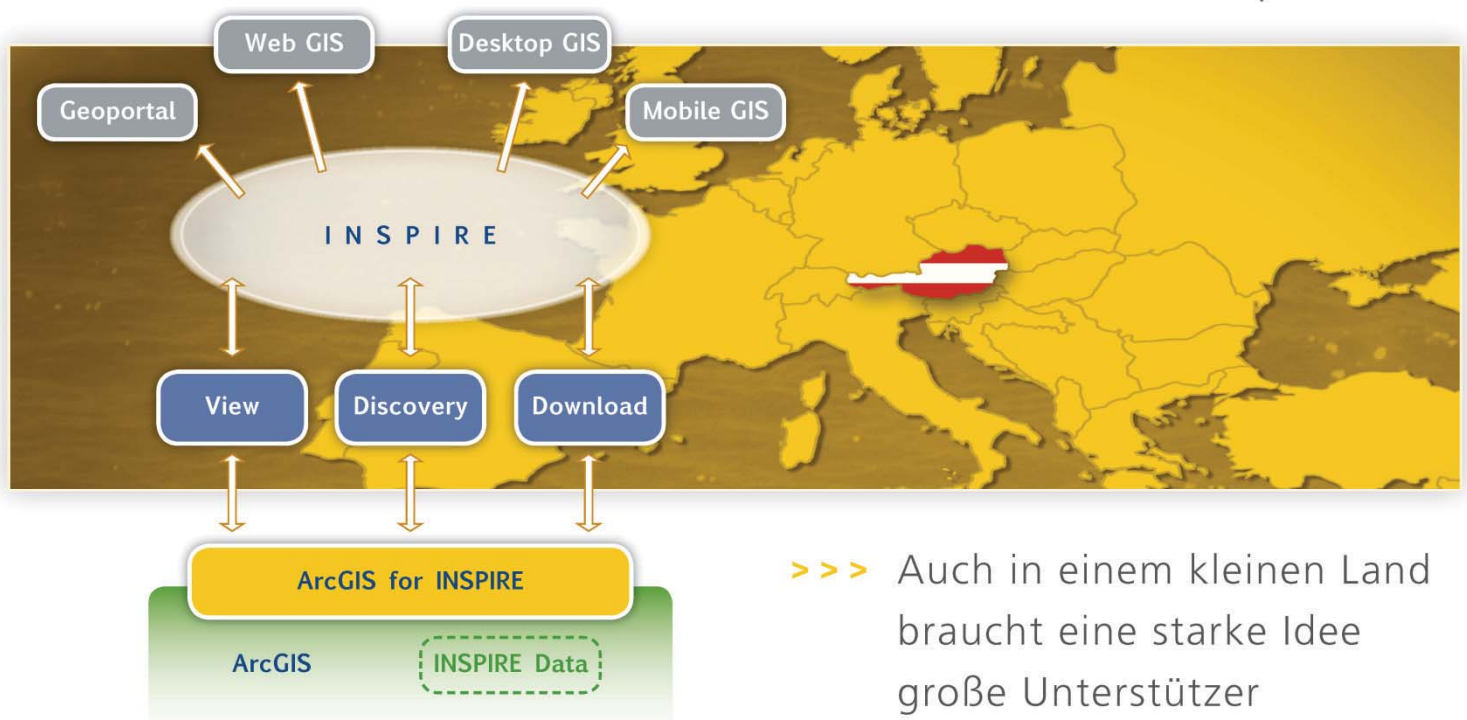 Web GIS
Desktop GIS
Geoportal
Mobile GIS
INSPIRE
View
Discovery
Download
ArcGIS for INSPIRE
ArcGIS
INSPIRE Data
>>> Auch in einem kleinen Land
braucht eine starke Idee
große Unterstützer